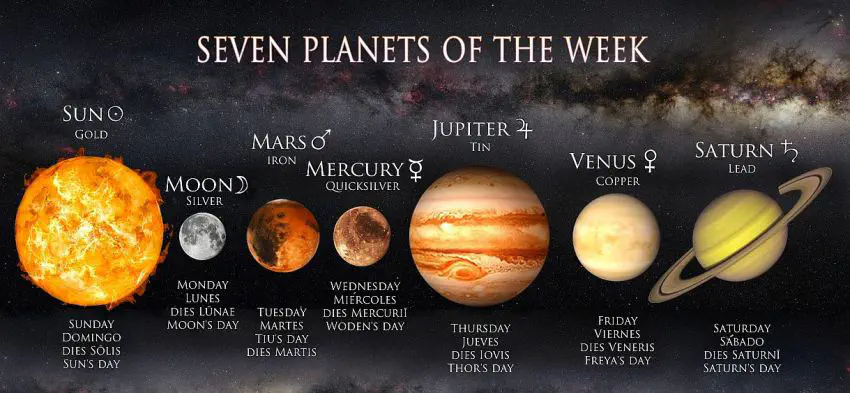 SEVEN PLANETS OF THE WEEK
SUN ☉
GOLD
SUNDAY
DOMINGO
DIES SŌLIS
SUN'S DAY
MOON ☽
SILVER
MONDAY
LUNES
DIES LŪNAE
MOON'S DAY
MARS ♂
IRON
TUESDAY
MARTES
TIU'S DAY
DIES MARTIS
MERCURY ☿
QUICKSILVER
WEDNESDAY
MIÉRCOLES
DIES MERCURIĪ
WODEN'S DAY
JUPITER ♃
TIN
THURSDAY
JUEVES
DIES IOVIS
THOR'S DAY
VENUS ♀
COPPER
FRIDAY
VIERNES
DIES VENERIS
FREYA'S DAY
SATURN ♄
LEAD
SATURDAY
SÁBADO
DIES SATURNĪ
SATURN'S DAY